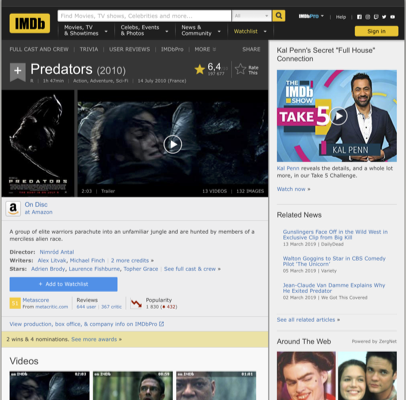 IMDb
Find Movies, TV shows, Celebrities and more...
All
IMDbPro
Help
Movies, TV
& Showtimes
Celebs, Events
& Photos
News &
Community
Watchlist
Sign in
FULL CAST AND CREW | TRIVIA | USER REVIEWS | IMDbPro | MORE
SHARE
Predators (2010)
6,4
Rate
This
1h 47min | Action, Adventure, Sci-Fi | 14 July 2010 (France)
PREDATORS
2:03 | Trailer
13 VIDEOS | 132 IMAGES
On Disc
at Amazon
A group of elite warriors parachute into an unfamiliar jungle and are hunted by members of a
merciless alien race.
Director: Nimród Antal
Writers: Alex Litvak, Michael Finch | 2 more credits »
Stars: Adrien Brody, Laurence Fishburne, Topher Grace | See full cast & crew »
+ Add to Watchlist
Metascore
From metacritic.com
Reviews
644 user | 367 critic
Popularity
1 830 (♦ 432)
View production, box office, & company info on IMDbPro
2 wins & 4 nominations. See more awards »
Videos
Kal Penn's Secret "Full House"
Connection
THE
IMDb
SHOW
TAKE 5
KAL PENN
Kal Penn reveals the details, and a whole lot
more, in our Take 5 Challenge.
Watch now »
Related News
Gunslingers Face Off in the Wild West in
Exclusive Clip from Big Kill
13 March 2019 | DailyDead
Walton Goggins to Star in CBS Comedy
Pilot 'The Unicorn'
05 March 2019 | Variety
Jean-Claude Van Damme Explains Why
He Exited Predator
02 March 2019 | We Got This Covered
See all related articles »
Around The Web
Powered by ZergNet